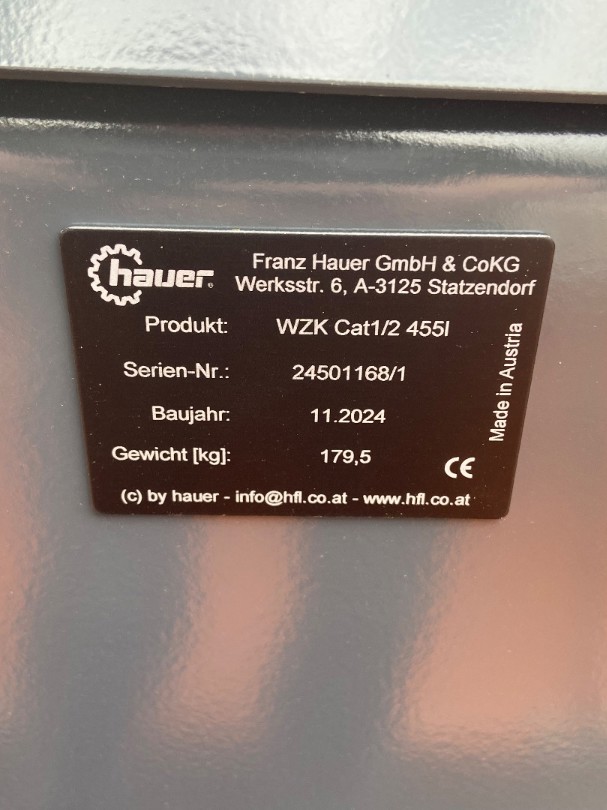 hauer®
Franz Hauer GmbH & CoKG
Werksstr. 6, A-3125 Statzendorf
Produkt: WZK Cat1/2 455l
Serien-Nr.: 24501168/1
Baujahr: 11.2024
Gewicht [kg]: 179,5
Made in Austria
CE
(c) by hauer - info@hfl.co.at - www.hfl.co.at